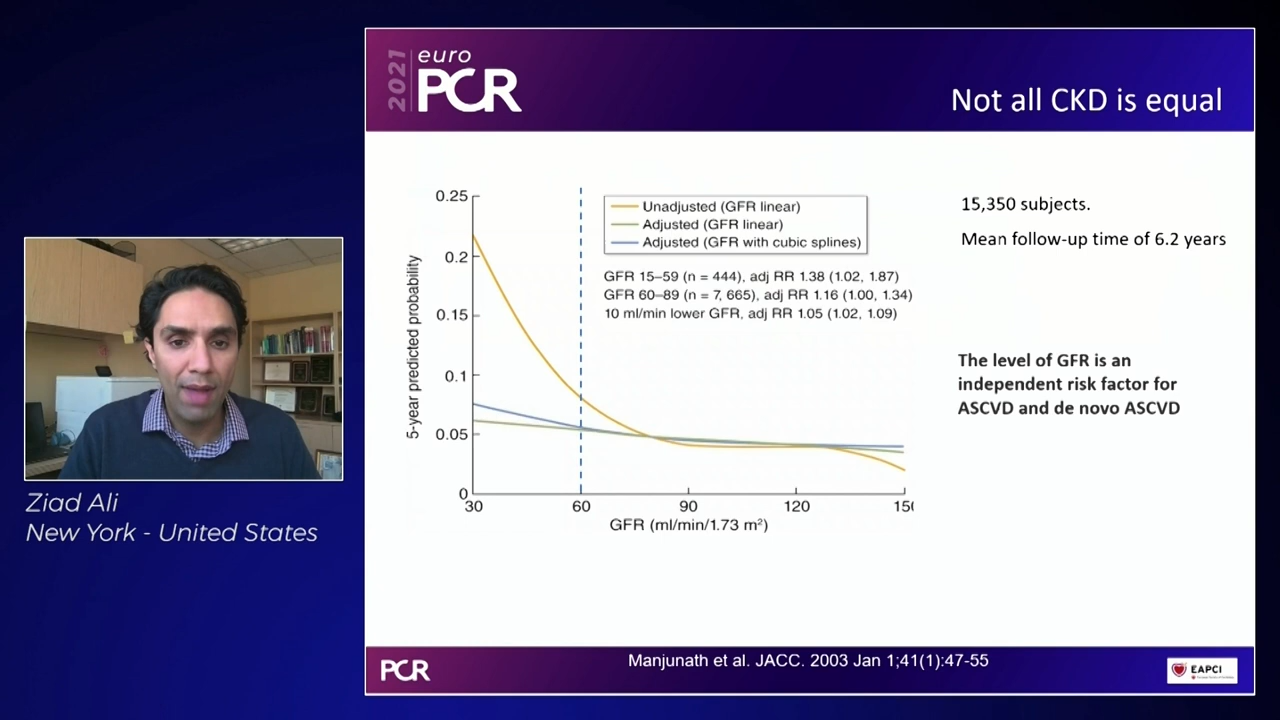 2021
euro
PCR
Not all CKD is equal
0.25
0.2
0.15
0.1
0.05
0
5-year predicted probability
Unadjusted (GFR linear)
Adjusted (GFR linear)
Adjusted (GFR with cubic splines)
GFR 15–59 (n = 444), adj RR 1.38 (1.02, 1.87)
GFR 60–89 (n = 7, 665), adj RR 1.16 (1.00, 1.34)
10 ml/min lower GFR, adj RR 1.05 (1.02, 1.09)
30 60 90 120
GFR (ml/min/1.73 m²)
15,350 subjects.
Mean follow-up time of 6.2 years
The level of GFR is an
independent risk factor for
ASCVD and de novo ASCVD
Ziad Ali
New York - United States
PCR
Manjunath et al. JACC. 2003 Jan 1;41(1):47-55
EAPCI